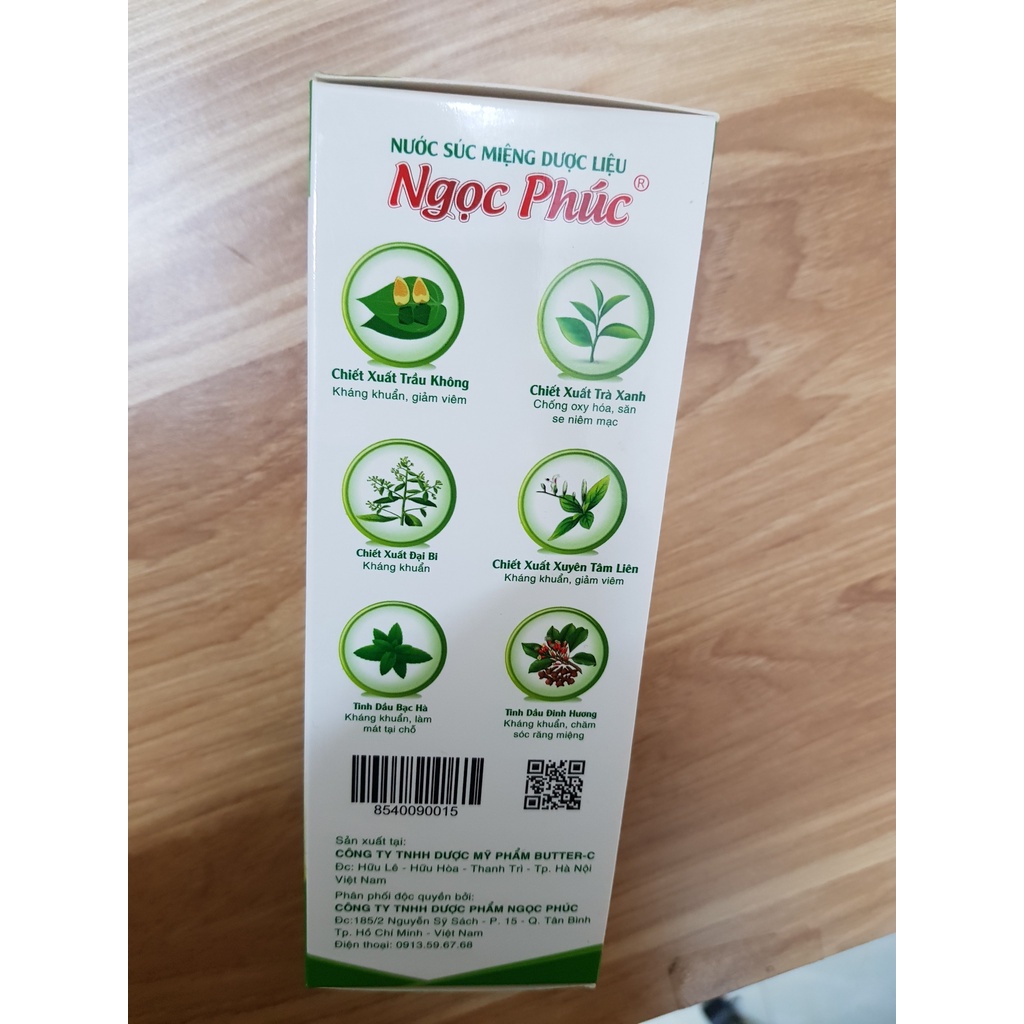 NƯỚC SÚC MIỆNG DƯỢC LIỆU
Ngọc Phúc®
Chiết Xuất Trầu Không
Kháng khuẩn, giảm viêm
Chiết Xuất Trà Xanh
Chống oxy hóa, săn
se niêm mạc
Chiết Xuất Đại Bi
Kháng khuẩn
Chiết Xuất Xuyên Tâm Liên
Kháng khuẩn, giảm viêm
Tinh Dầu Bạc Hà
Kháng khuẩn, làm
mát tại chỗ
Tinh Dầu Đinh Hương
Kháng khuẩn, chăm
sóc răng miệng
8540090015
Sản xuất tại:
CÔNG TY TNHH DƯỢC MỸ PHẨM BUTTER-C
Đc: Hữu Lê - Hữu Hòa - Thanh Trì - Tp. Hà Nội
Việt Nam
Phân phối độc quyền bởi:
CÔNG TY TNHH DƯỢC PHẨM NGỌC PHÚC
Đc:185/2 Nguyễn Sỹ Sách - P. 15 - Q. Tân Bình
Tp. Hồ Chí Minh - Việt Nam
Điện thoại: 0913.59.67.68